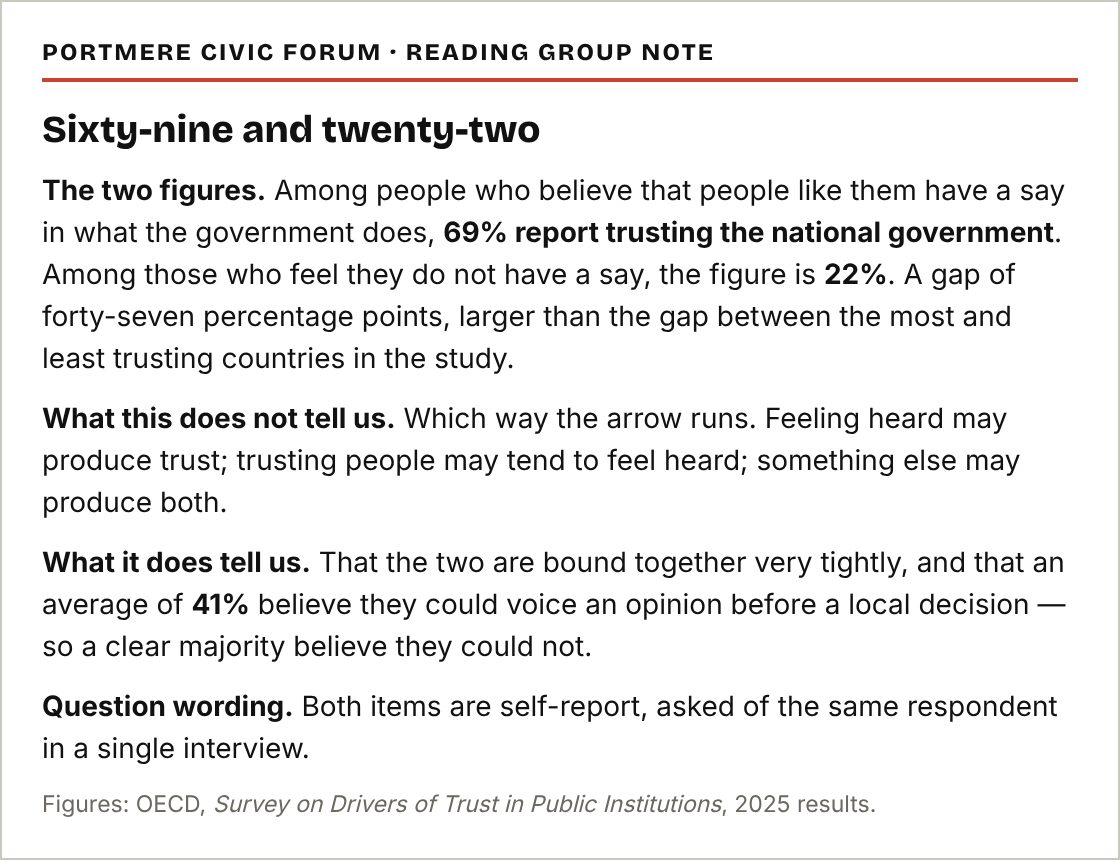 PORTMERE CIVIC FORUM · READING GROUP NOTE
Sixty-nine and twenty-two
The two figures. Among people who believe that people like them have a say
in what the government does, 69% report trusting the national government.
Among those who feel they do not have a say, the figure is 22%. A gap of
forty-seven percentage points, larger than the gap between the most and
least trusting countries in the study.
What this does not tell us. Which way the arrow runs. Feeling heard may
produce trust; trusting people may tend to feel heard; something else may
produce both.
What it does tell us. That the two are bound together very tightly, and that an
average of 41% believe they could voice an opinion before a local decision —
so a clear majority believe they could not.
Question wording. Both items are self-report, asked of the same respondent
in a single interview.
Figures: OECD, Survey on Drivers of Trust in Public Institutions, 2025 results.